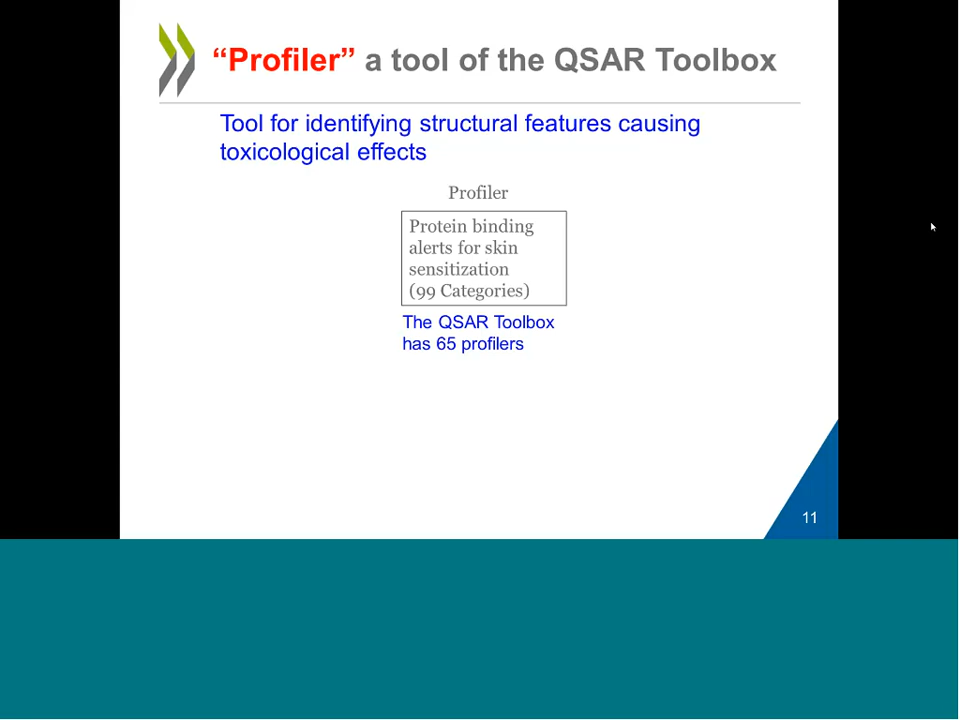 “Profiler” a tool of the QSAR Toolbox
Tool for identifying structural features causing
toxicological effects
Profiler
Protein binding
alerts for skin
sensitization
(99 Categories)
The QSAR Toolbox
has 65 profilers
11